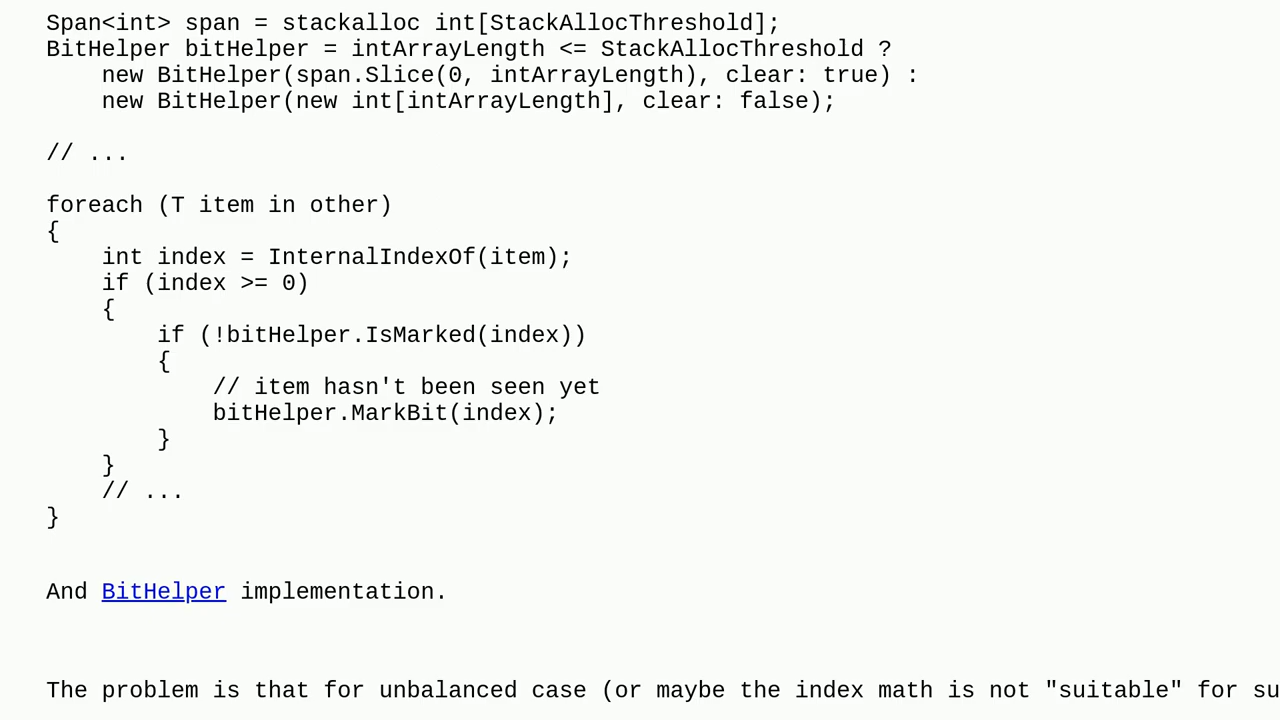 Span<int> span = stackalloc int[StackAllocThreshold];
BitHelper bitHelper = intArrayLength <= StackAllocThreshold ?
    new BitHelper(span.Slice(0, intArrayLength), clear: true) :
    new BitHelper(new int[intArrayLength], clear: false);

// ...

foreach (T item in other)
{
    int index = InternalIndexOf(item);
    if (index >= 0)
    {
        if (!bitHelper.IsMarked(index))
        {
            // item hasn't been seen yet
            bitHelper.MarkBit(index);
        }
    }
    // ...
}

And BitHelper implementation.

The problem is that for unbalanced case (or maybe the index math is not "suitable" for su